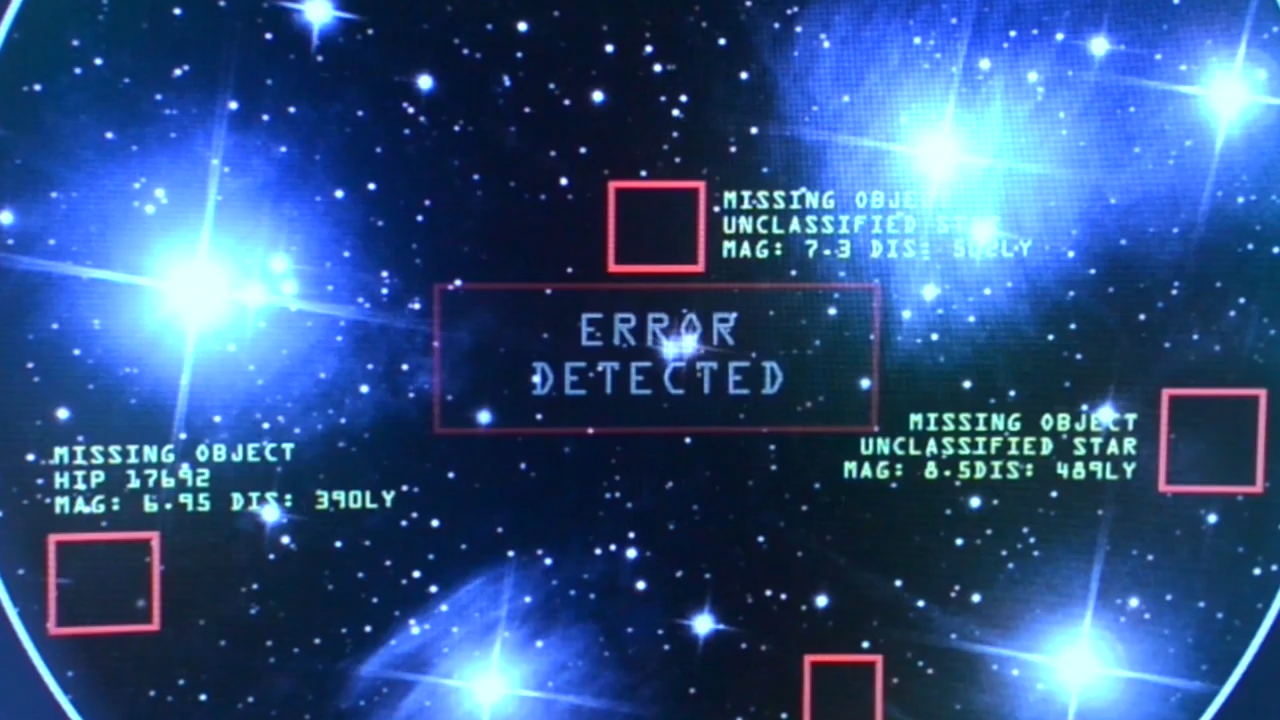 MISSING OBJECT
UNCLASSIFIED
MAG: 7.3 DIS:
ERROR
DETECTED
MISSING OBJECT
UNCLASSIFIED STAR
MAG: 8.5DIS: 489LY
MISSING OBJECT
HIP 17692
MAG: 6.95 DIS: 390LY